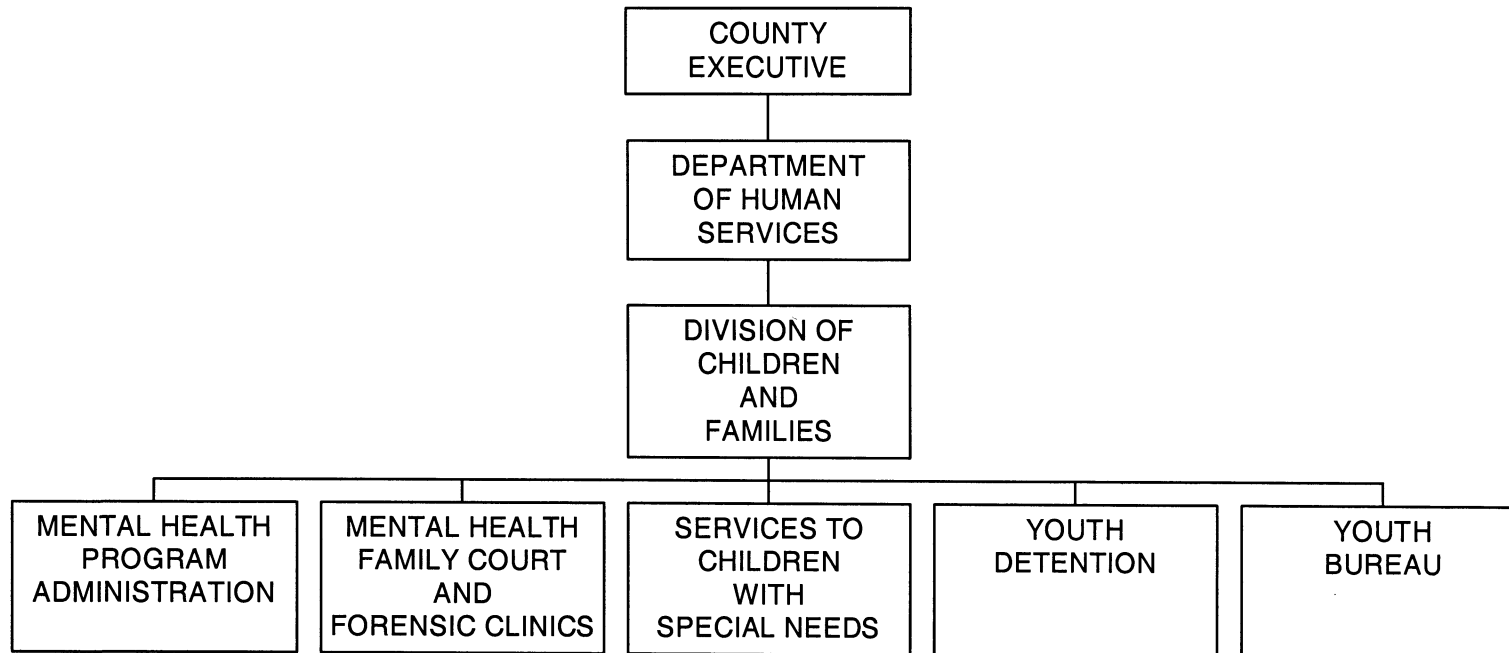 COUNTY
EXECUTIVE
DEPARTMENT
OF HUMAN
SERVICES
DIVISION OF
CHILDREN
AND
FAMILIES
MENTAL HEALTH
PROGRAM
ADMINISTRATION
MENTAL HEALTH
FAMILY COURT
AND
FORENSIC CLINICS
SERVICES TO
CHILDREN
WITH
SPECIAL NEEDS
YOUTH
DETENTION
YOUTH
BUREAU